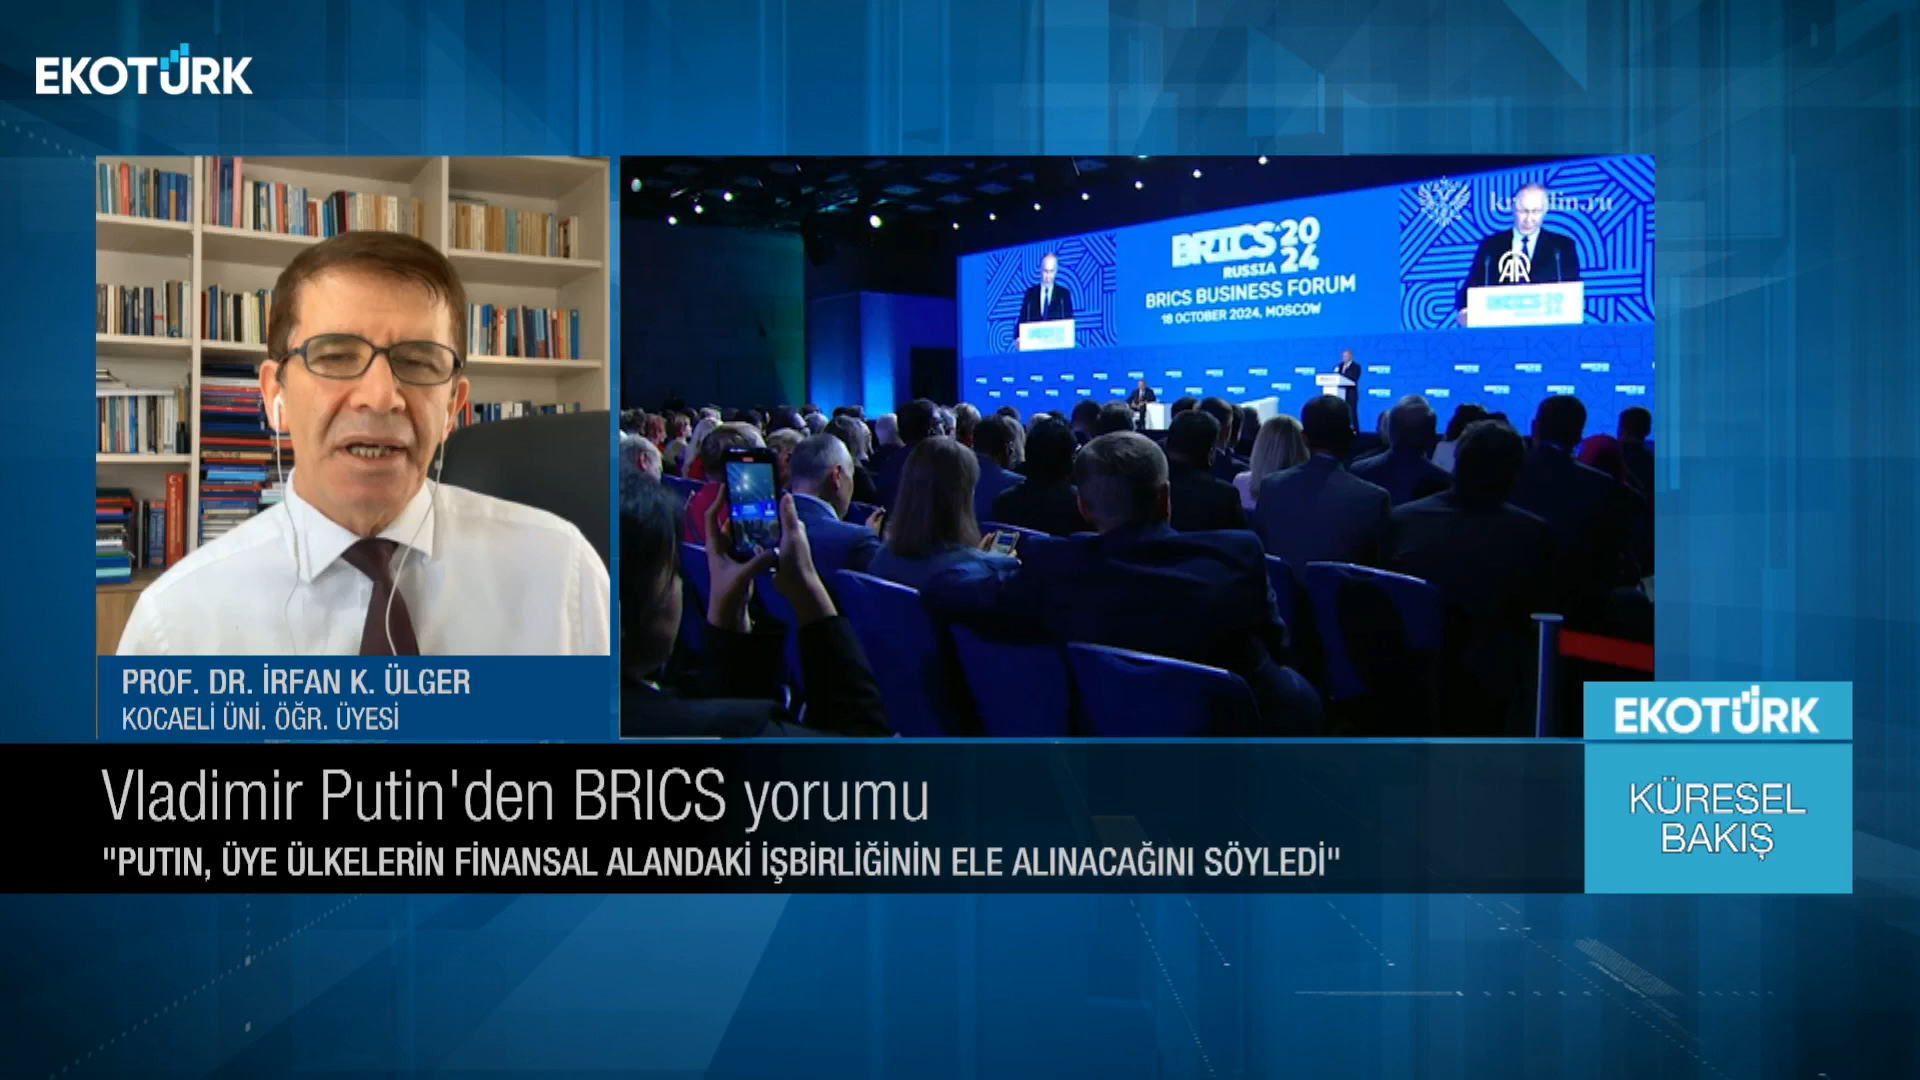 EKOTÜRK
kremlin.ru
BRICS 2024
RUSSIA
BRICS BUSINESS FORUM
18 OCTOBER 2024, MOSCOW
PROF. DR. İRFAN K. ÜLGER
KOCAELİ ÜNİ. ÖĞR. ÜYESİ
EKOTÜRK
Vladimir Putin'den BRICS yorumu
"PUTIN, ÜYE ÜLKELERİN FİNANSAL ALANDAKİ İŞBİRLİĞİNİN ELE ALINACAĞINI SÖYLEDİ"
KÜRESEL
BAKIŞ